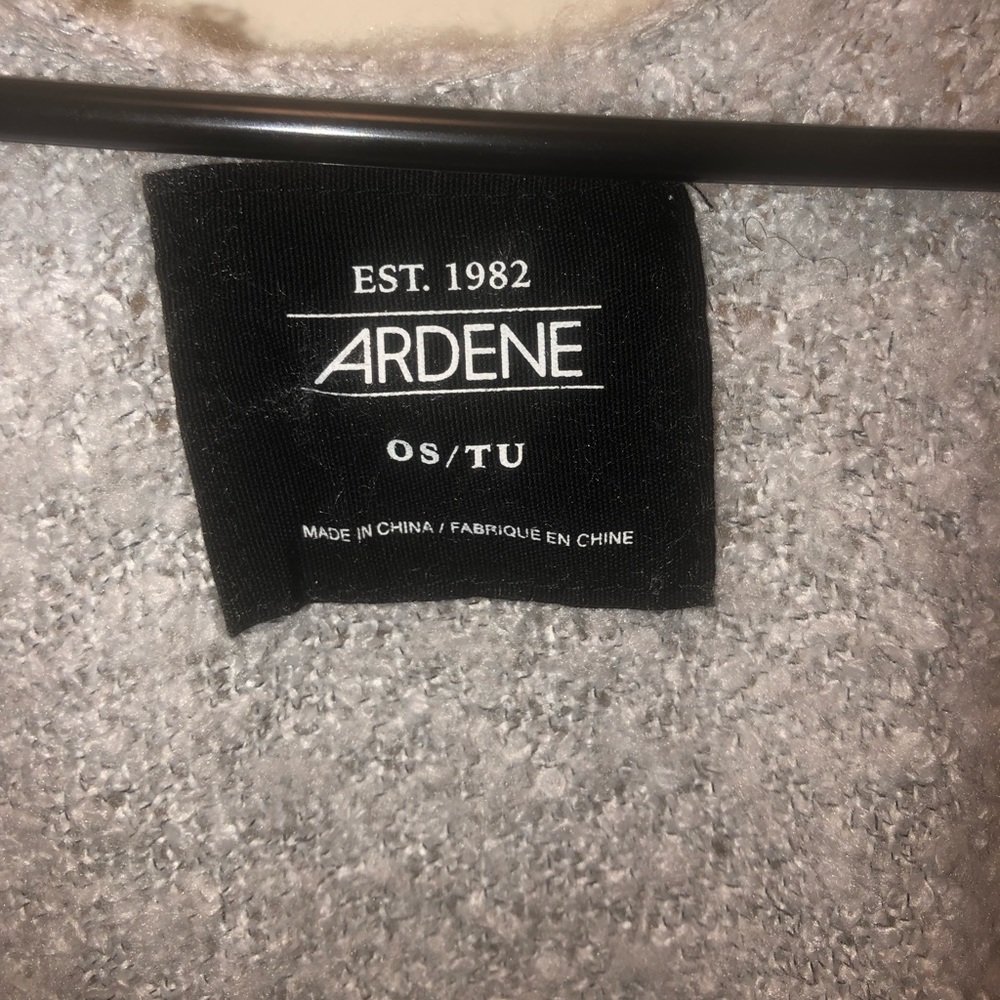 EST. 1982
ARDENE
OS/TU
MADE IN CHINA / FABRIQUÉ EN CHINE